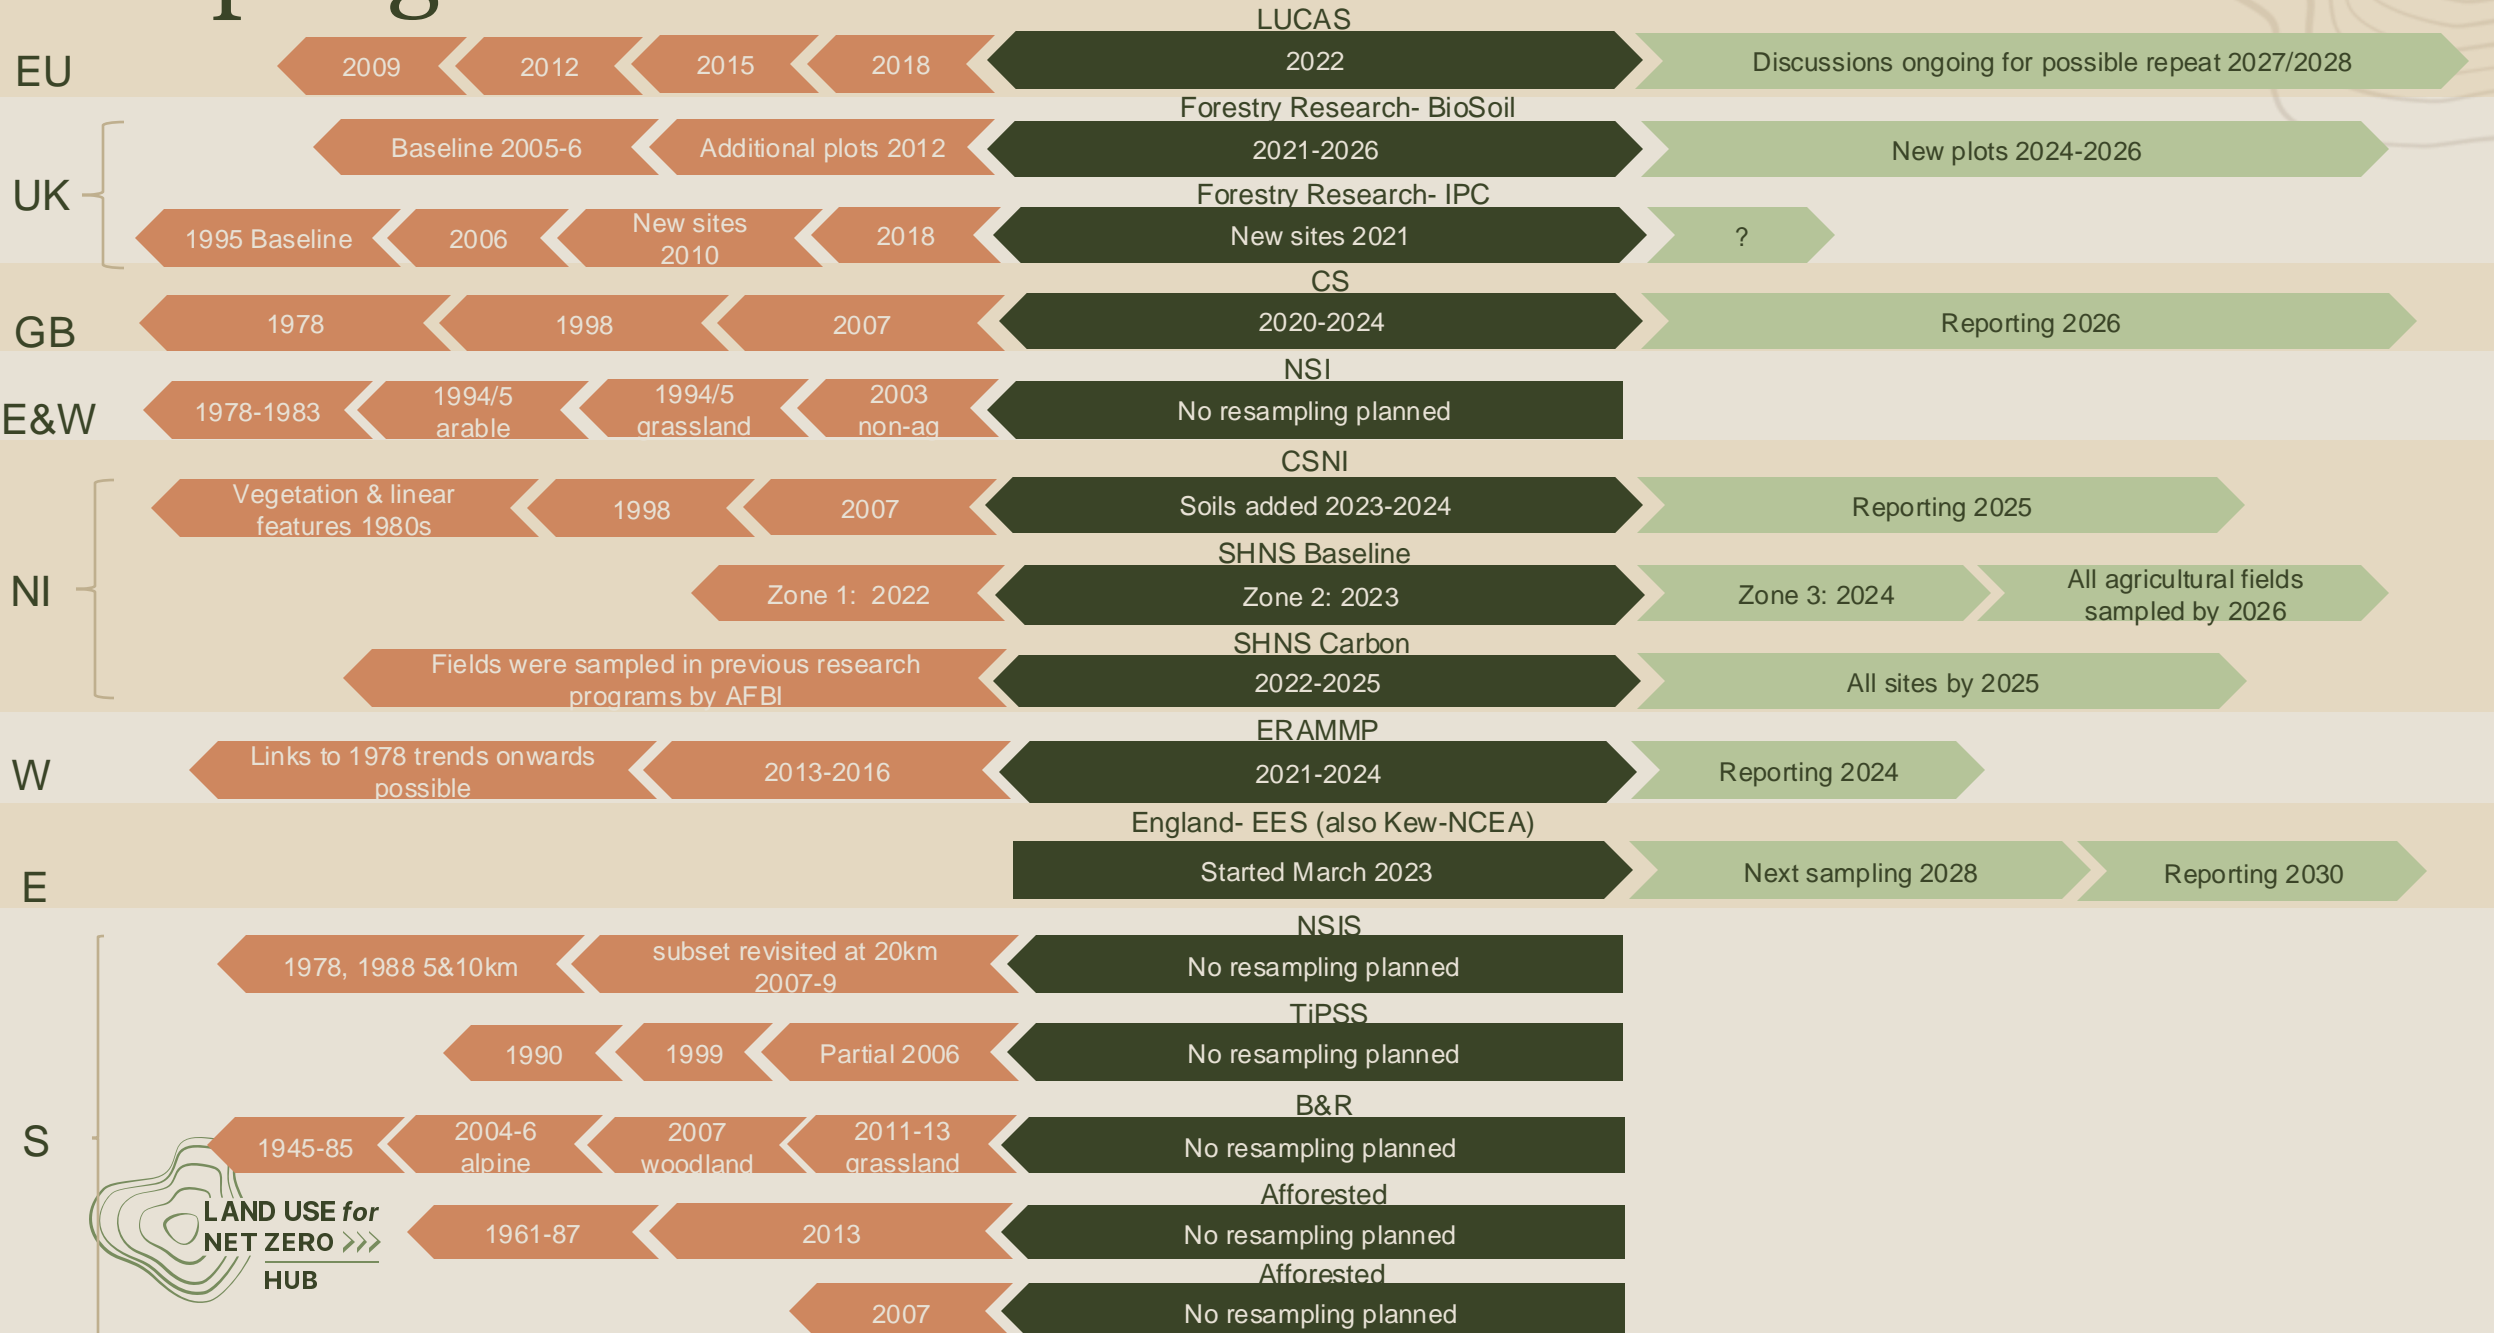 LUCAS
EU
2009
2012
2015
2018
2022
Discussions ongoing for possible repeat 2027/2028
Forestry Research- BioSoil
UK
Baseline 2005-6
Additional plots 2012
2021-2026
New plots 2024-2026
Forestry Research- IPC
1995 Baseline
2006
New sites
2010
2018
New sites 2021
?
CS
GB
1978
1998
2007
2020-2024
Reporting 2026
NSI
E&W
1978-1983
1994/5
arable
1994/5
grassland
2003
non-ag
No resampling planned
CSNI
NI
Vegetation & linear
features 1980s
1998
2007
Soils added 2023-2024
Reporting 2025
SHNS Baseline
Zone 1: 2022
Zone 2: 2023
Zone 3: 2024
All agricultural fields
sampled by 2026
SHNS Carbon
Fields were sampled in previous research
programs by AFBI
2022-2025
All sites by 2025
ERAMMP
W
Links to 1978 trends onwards
possible
2013-2016
2021-2024
Reporting 2024
England- EES (also Kew-NCEA)
E
Started March 2023
Next sampling 2028
Reporting 2030
NSIS
S
1978, 1988 5&10km
subset revisited at 20km
2007-9
No resampling planned
TiPSS
1990
1999
Partial 2006
No resampling planned
B&R
1945-85
2004-6
alpine
2007
woodland
2011-13
grassland
No resampling planned
Afforested
1961-87
2013
No resampling planned
Afforested
2007
No resampling planned
LAND USE for
NET ZERO
HUB